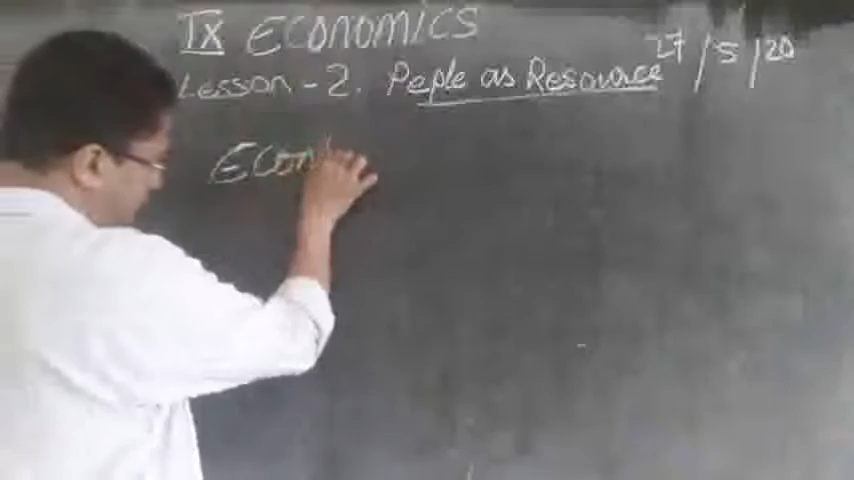 IX ECONOMICS
Lesson - 2. Peple as Resource 27/5/20
Econ